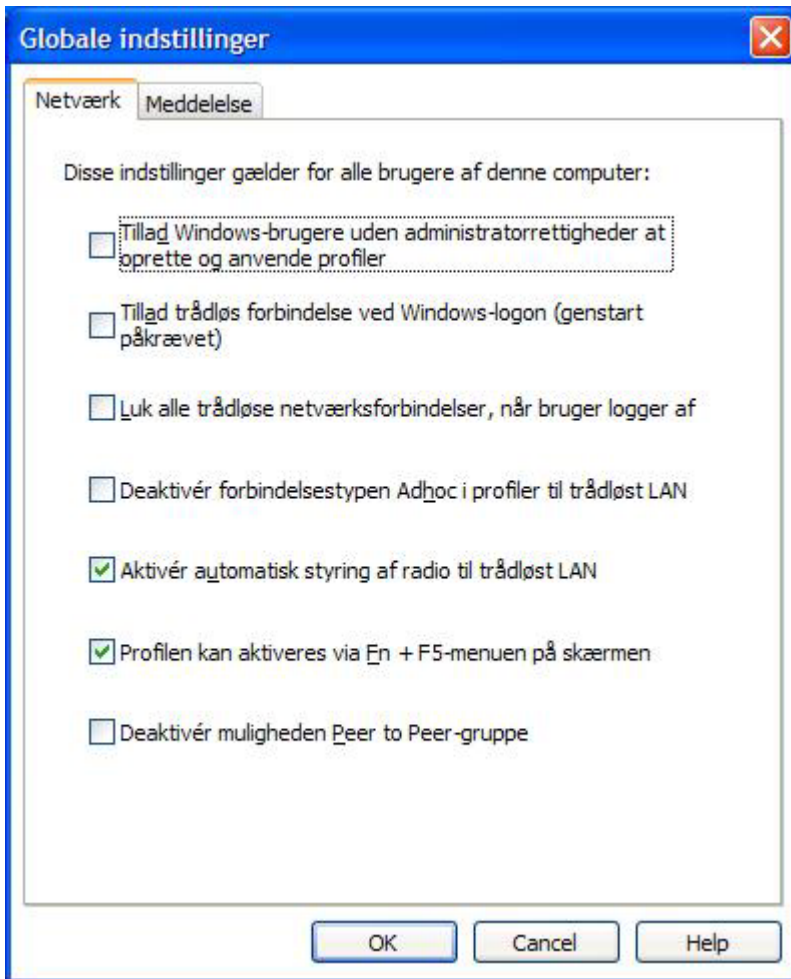 Globale indstillinger
Netværk
Meddelelse
Disse indstillinger gælder for alle brugere af denne computer:
Tillad Windows-brugere uden administratorrettigheder at
oprette og anvende profiler
Tillad trådløs forbindelse ved Windows-logon (genstart
påkrævet)
Luk alle trådløse netværksforbindelser, når bruger logger af
Deaktivér forbindelsestypen Adhoc i profiler til trådløst LAN
Aktivér automatisk styring af radio til trådløst LAN
Profilen kan aktiveres via Fn + F5-menuen på skærmen
Deaktivér muligheden Peer to Peer-gruppe
OK
Cancel
Help